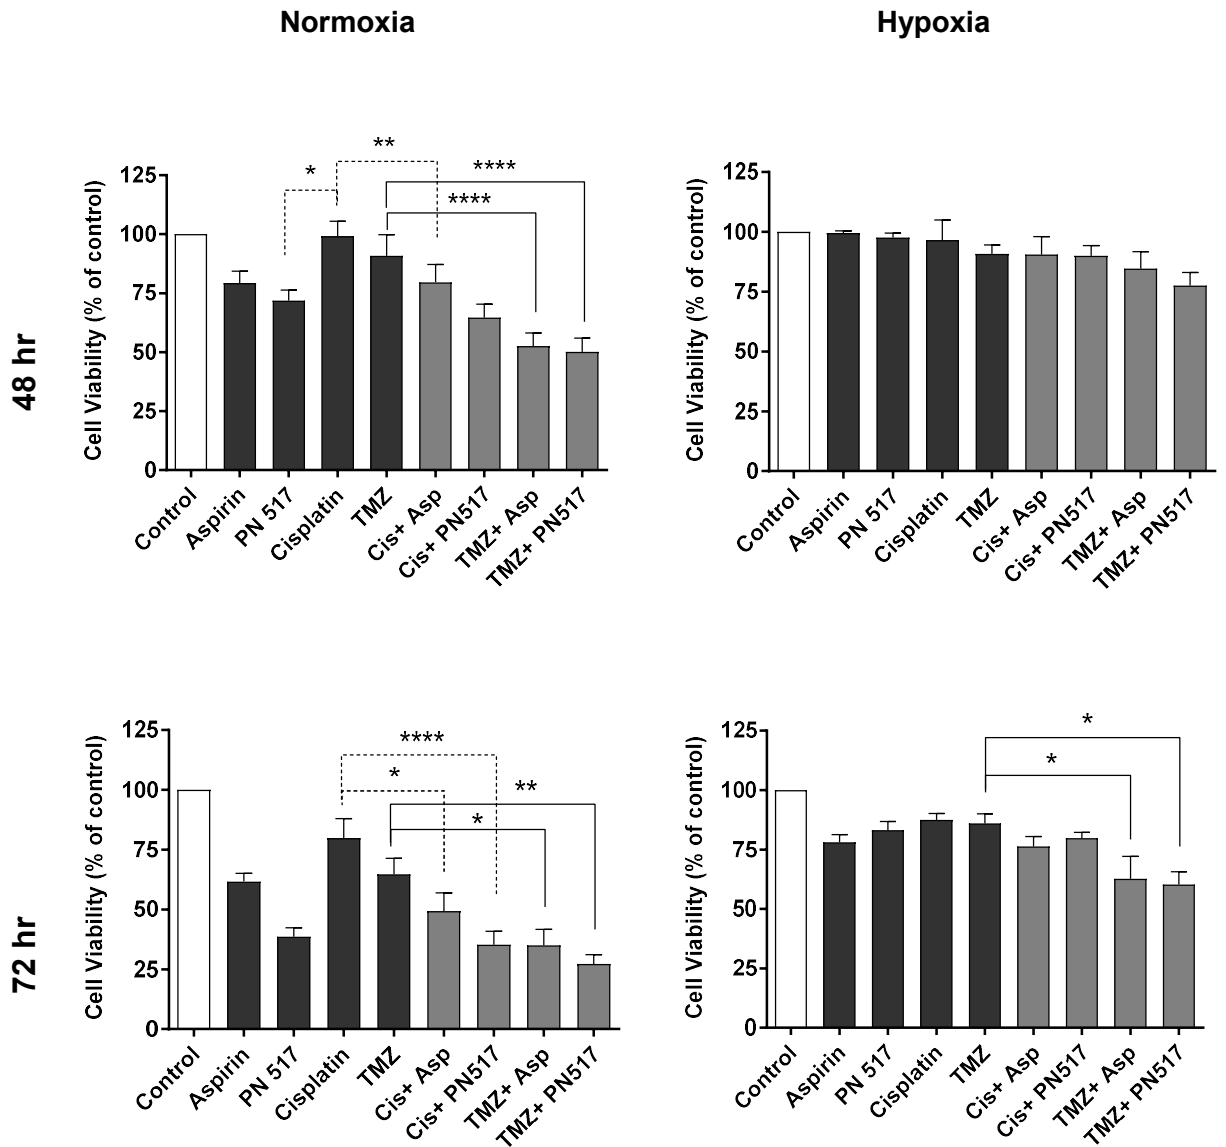 Normoxia
Hypoxia
48 hr
Cell Viability (% of control)
125
100
75
50
25
0
*
**
****
****
Control
Aspirin
PN 517
Cisplatin
TMZ
Cis+ Asp
Cis+ PN517
TMZ+ Asp
TMZ+ PN517
Cell Viability (% of control)
125
100
75
50
25
0
Control
Aspirin
PN 517
Cisplatin
TMZ
Cis+ Asp
Cis+ PN517
TMZ+ Asp
TMZ+ PN517
72 hr
Cell Viability (% of control)
125
100
75
50
25
0
****
*
**
*
Control
Aspirin
PN 517
Cisplatin
TMZ
Cis+ Asp
Cis+ PN517
TMZ+ Asp
TMZ+ PN517
Cell Viability (% of control)
125
100
75
50
25
0
*
*
Control
Aspirin
PN 517
Cisplatin
TMZ
Cis+ Asp
Cis+ PN517
TMZ+ Asp
TMZ+ PN517